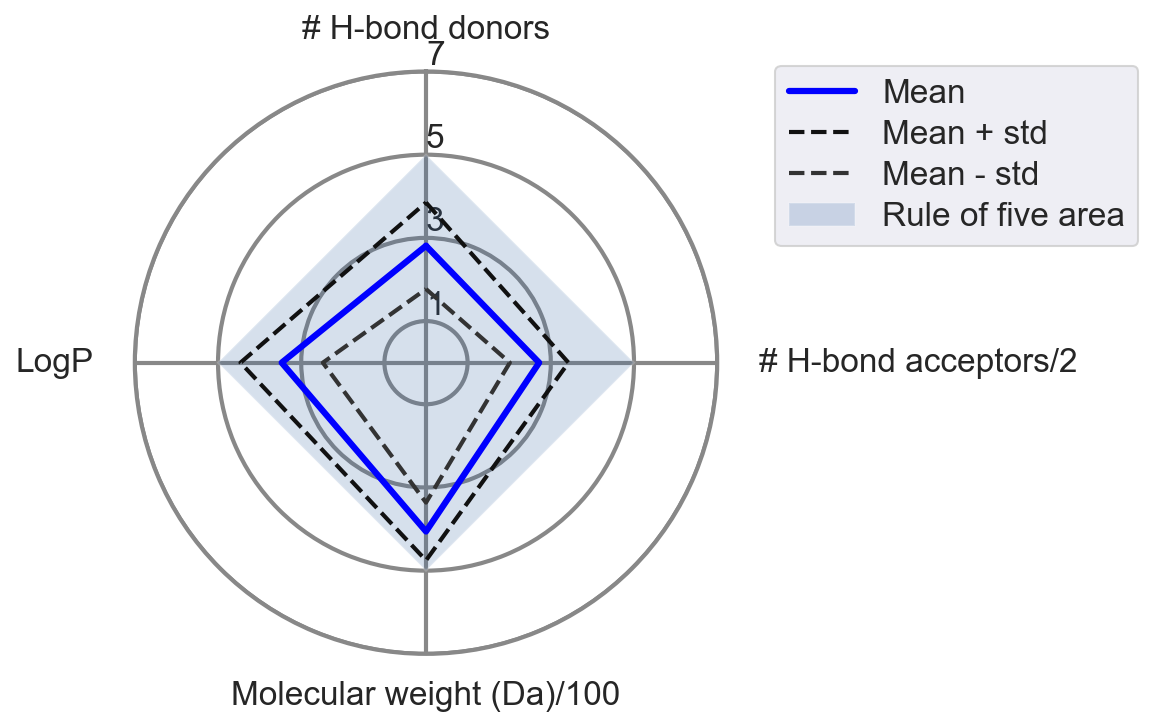 # H-bond donors
7
5
3
1
LogP
# H-bond acceptors/2
Molecular weight (Da)/100
Mean
Mean + std
Mean - std
Rule of five area